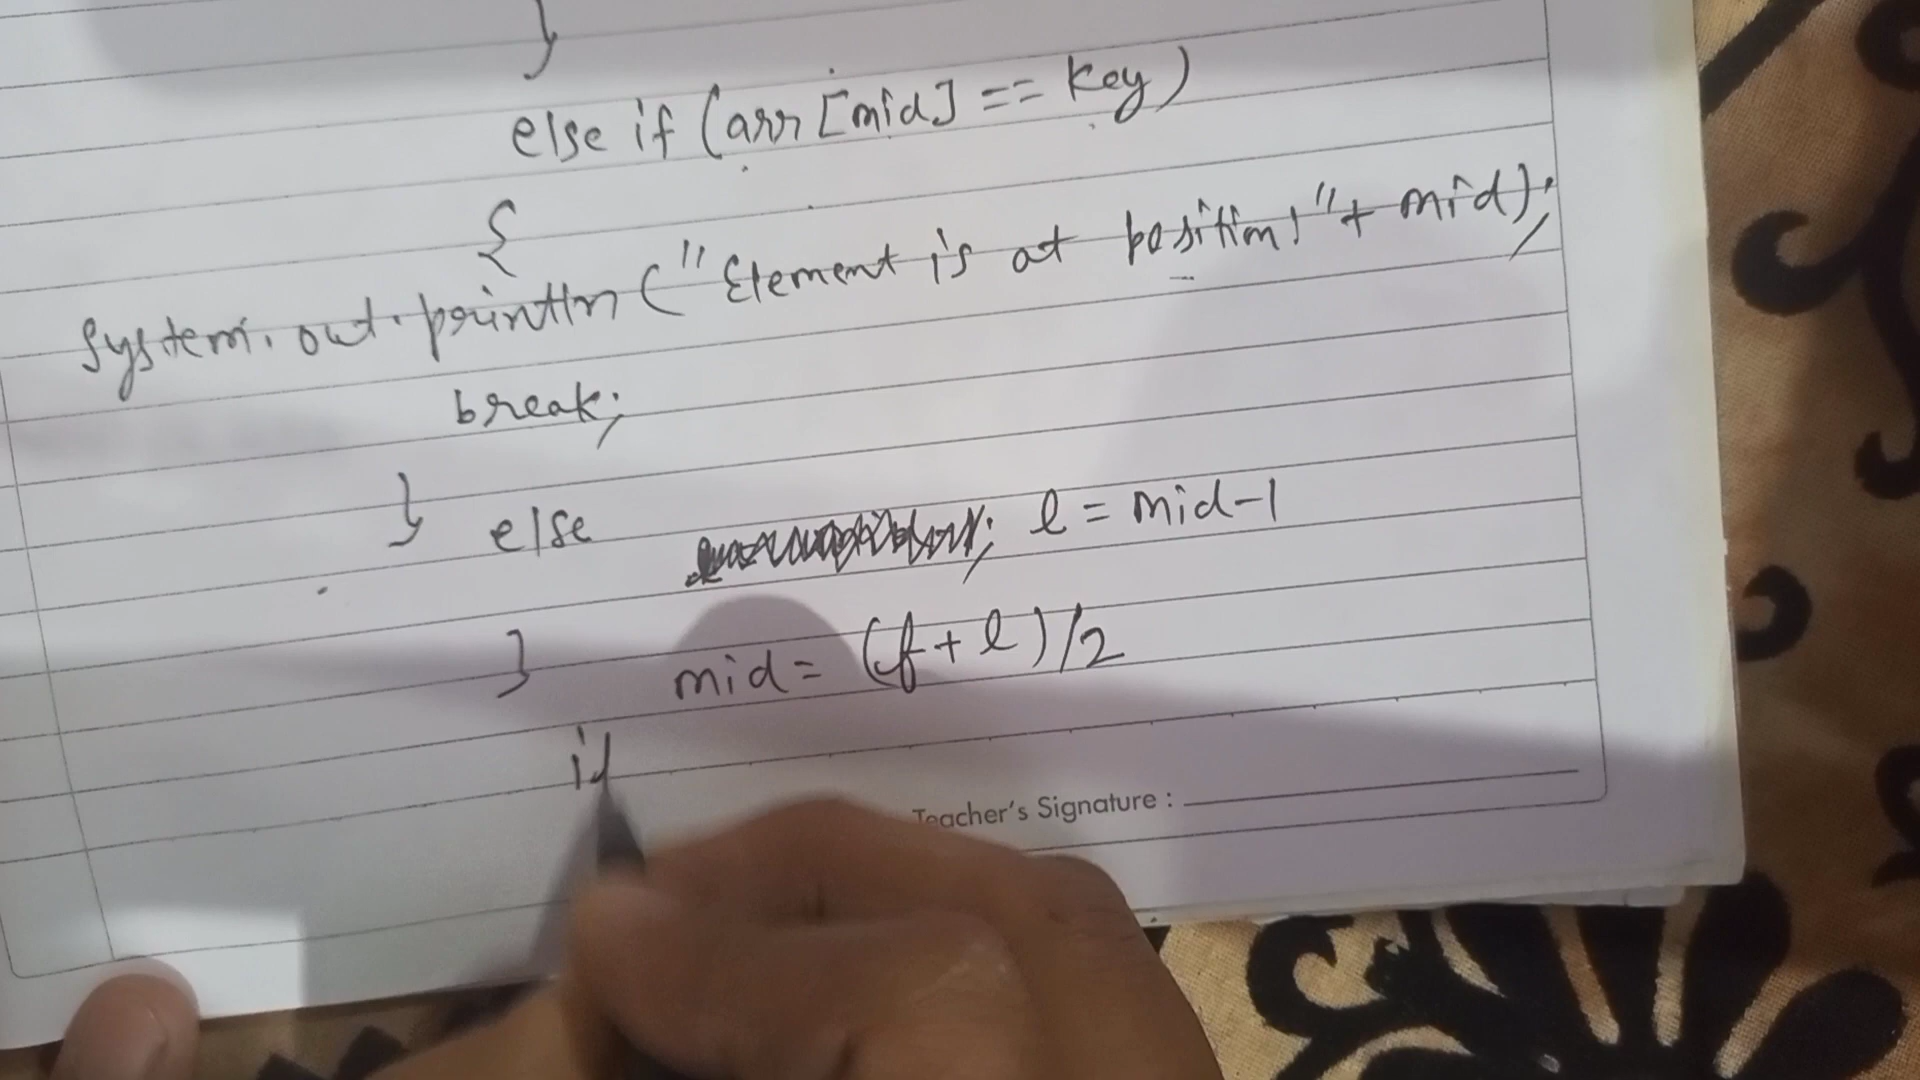 }
else if (arr [mid] == key)
{
System. out. println ("Element is at position! "+ mid);
break;
} else ; l = mid-1
} mid = (f+l)/2
if
Teacher's Signature :